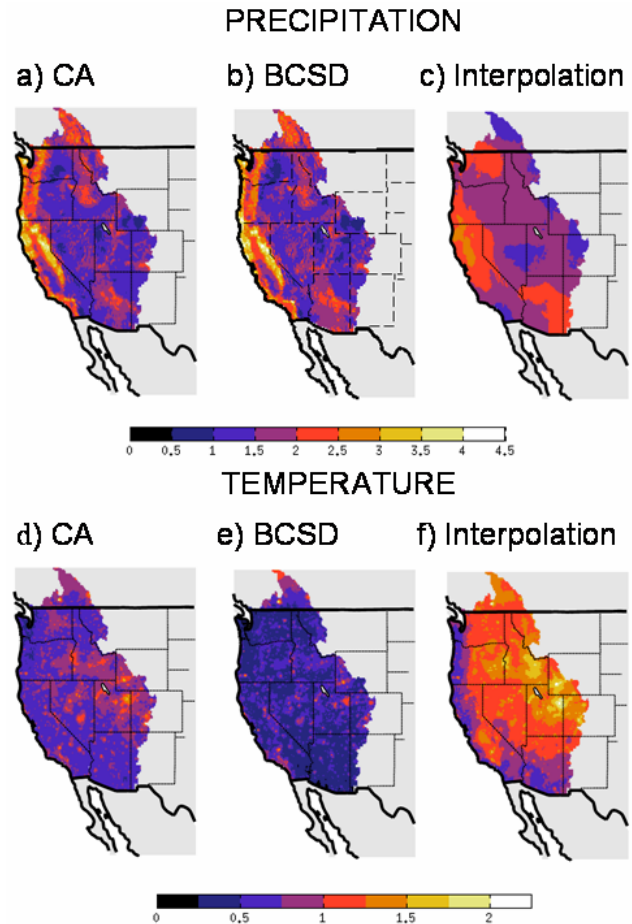 PRECIPITATION
a) CA b) BCSD c) Interpolation
0 0.5 1 1.5 2 2.5 3 3.5 4 4.5
TEMPERATURE
d) CA e) BCSD f) Interpolation
0 0.5 1 1.5 2